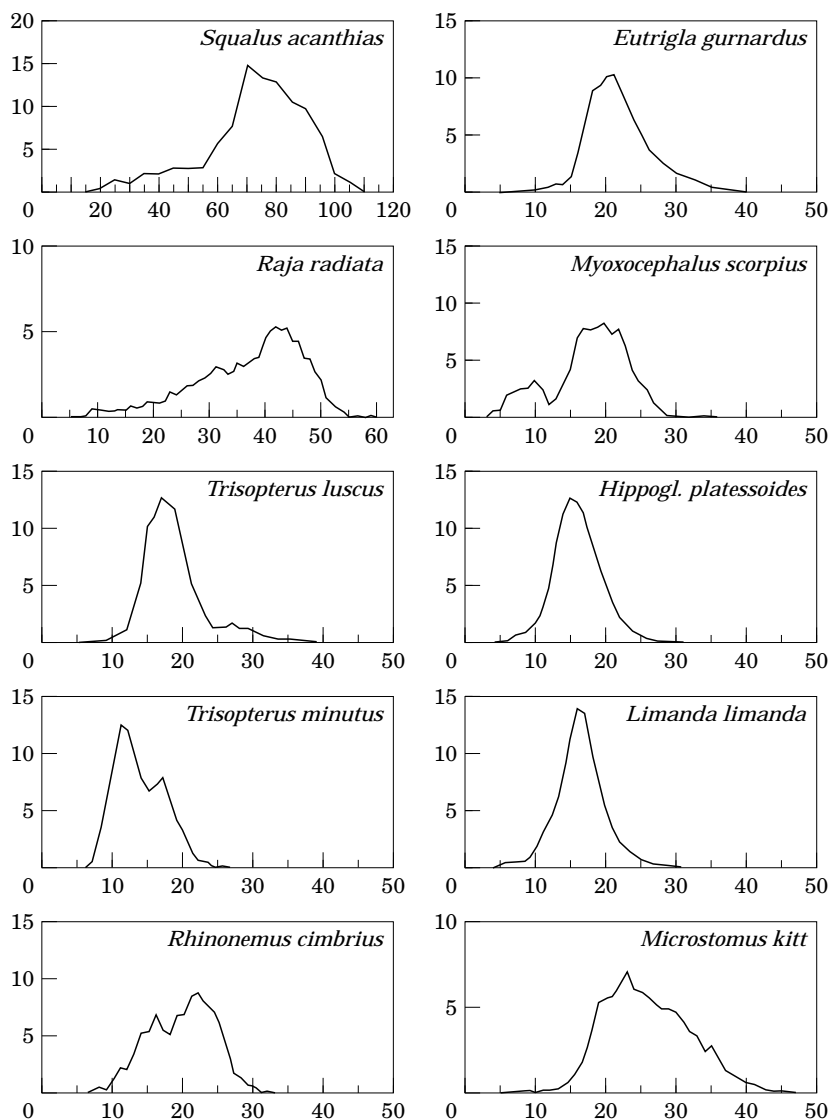 20
15
10
5
0
Squalus acanthias
20 40 60 80 100 120
15
10
5
0
Eutrigla gurnardus
10 20 30 40 50
10
5
0
Raja radiata
10 20 30 40 50 60
15
10
5
0
Myoxocephalus scorpius
10 20 30 40 50
15
10
5
0
Trisopterus luscus
10 20 30 40 50
15
10
5
0
Hippogl. platessoides
10 20 30 40 50
15
10
5
0
Trisopterus minutus
10 20 30 40 50
15
10
5
0
Limanda limanda
10 20 30 40 50
15
10
5
0
Rhinonemus cimbrius
10 20 30 40 50
10
5
0
Microstomus kitt
10 20 30 40 50